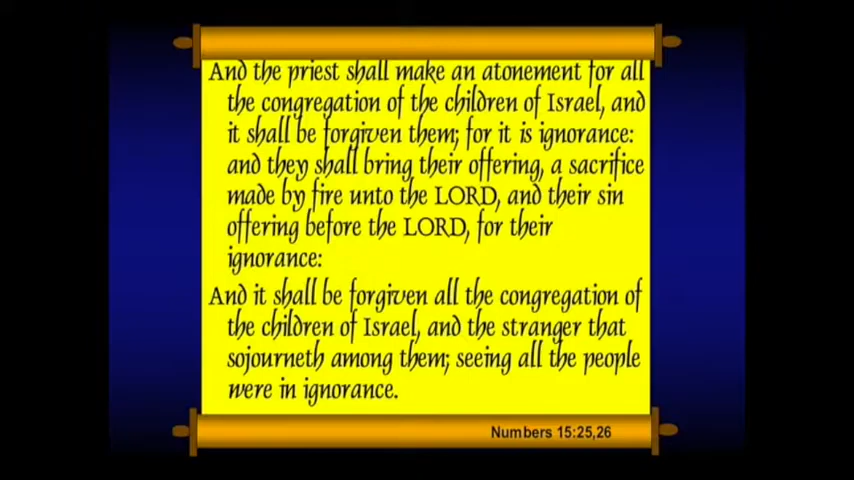 And the priest shall make an atonement for all
the congregation of the children of Israel, and
it shall be forgiven them; for it is ignorance:
and they shall bring their offering, a sacrifice
made by fire unto the LORD, and their sin
offering before the LORD, for their
ignorance:
And it shall be forgiven all the congregation of
the children of Israel, and the stranger that
sojourneth among them; seeing all the people
were in ignorance.
Numbers 15:25,26